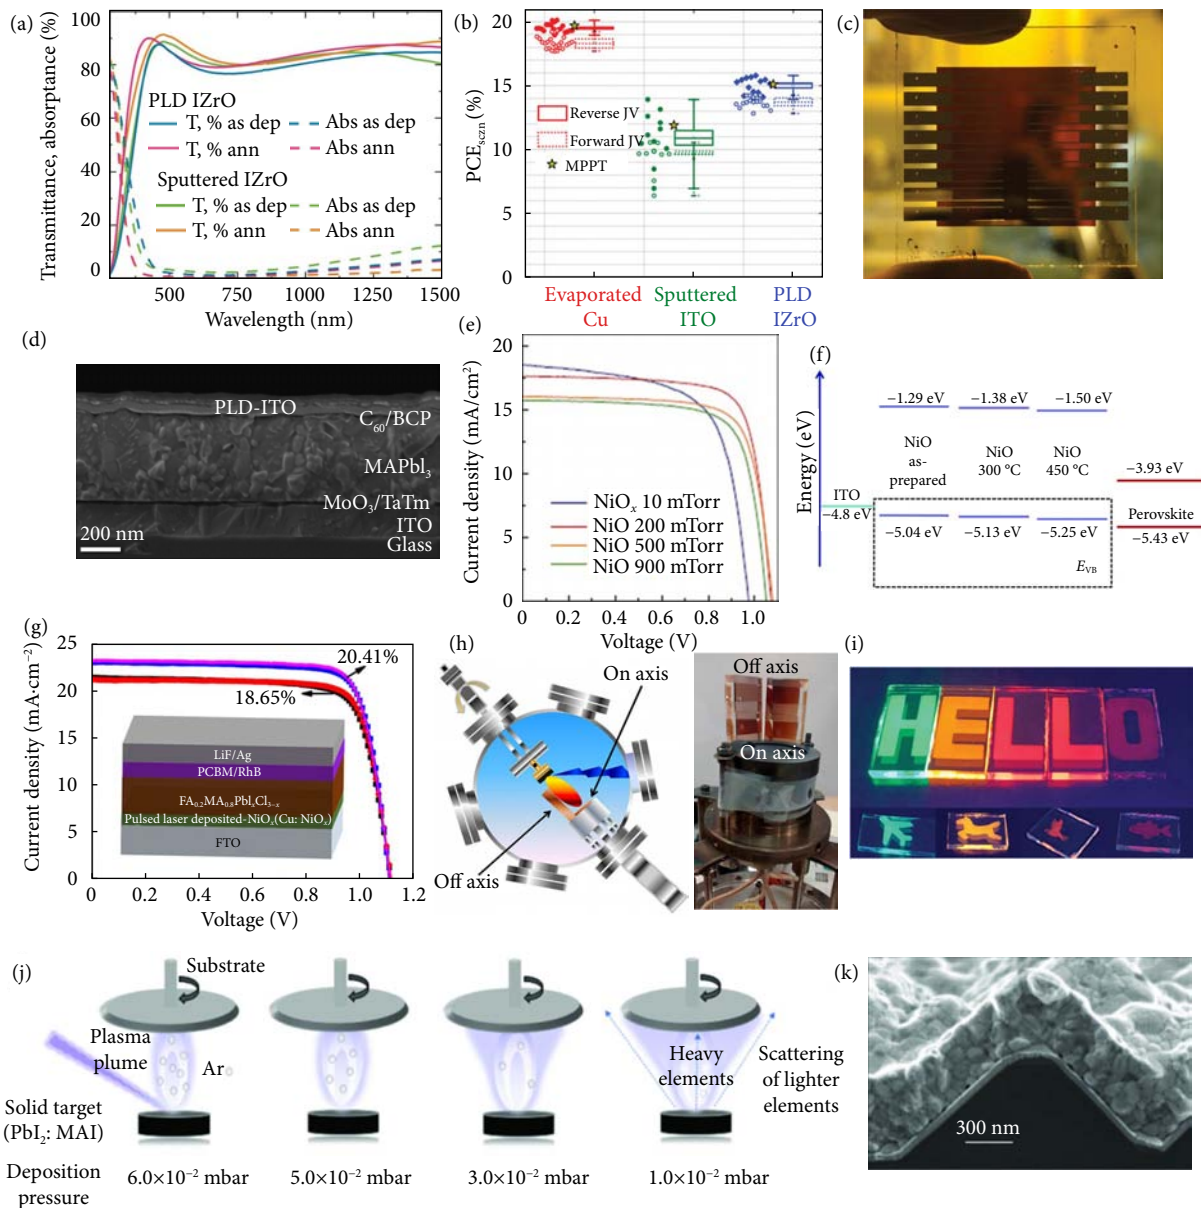 (a)
Transmittance, absorptance (%)
80
60
40
20
0
80
PLD IZrO
T, % as dep
Abs as dep
T, % ann
Abs ann
Sputtered IZrO
T, % as dep
Abs as dep
T, % ann
Abs ann
500
750
1000
1500
Wavelength (nm)
(b)
PCEsczn (%)
20
15
10
5
0
Reverse JV
Forward JV
MPPT
Evaporated
Cu
Sputtered
ITO
PLD
IZrO
(c)
(d)
PLD-ITO
C60/BCP
MAPbI3
MoO3/TaTm
ITO
Glass
200 nm
(e)
Current density (mA/cm²)
20
15
10
5
0
NiOx 10 mTorr
NiO 200 mTorr
NiO 500 mTorr
NiO 900 mTorr
0
0.2
0.4
0.6
0.8
1.0
Voltage (V)
(f)
Energy (eV)
−1.29 eV
−1.38 eV
−1.50 eV
NiO
as-
prepared
NiO
300 °C
NiO
450 °C
−3.93 eV
ITO
−4.8 eV
Perovskite
−5.04 eV
−5.13 eV
−5.25 eV
−5.43 eV
EVB
(g)
Current density (mA·cm⁻²)
25
20
15
10
5
0
20.41%
18.65%
LiF/Ag
PCBM/RhB
FA0.2MA0.8PbIxCl3−x
Pulsed laser deposited-NiOx(Cu: NiOx)
FTO
0
0.2
0.4
0.6
0.8
1.0
1.2
Voltage (V)
(h)
On axis
Off axis
Off axis
On axis
(i)
HELLO
(j)
Substrate
Plasma
plume
Ar
Heavy
elements
Scattering
of lighter
elements
Solid target
(PbI2: MAI)
Deposition
pressure
6.0×10⁻² mbar
5.0×10⁻² mbar
3.0×10⁻² mbar
1.0×10⁻² mbar
(k)
300 nm